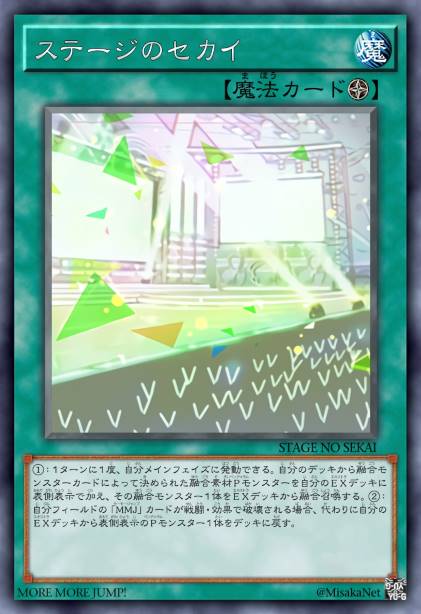 ステージのセカイ
魔
【魔法カード】
STAGE NO SEKAI
①：1ターンに1度、自分メインフェイズに発動できる。自分のデッキから融合モ
ンスターカードによって決められた融合素材Pモンスターを自分のEXデッキに
表側表示で加え、その融合モンスター1体をEXデッキから融合召喚する。②：
自分フィールドの「MMJ」カードが戦闘・効果で破壊される場合、代わりに自分の
EXデッキから表側表示のPモンスター1体をデッキに戻す。
MORE MORE JUMP!
@MisakaNet